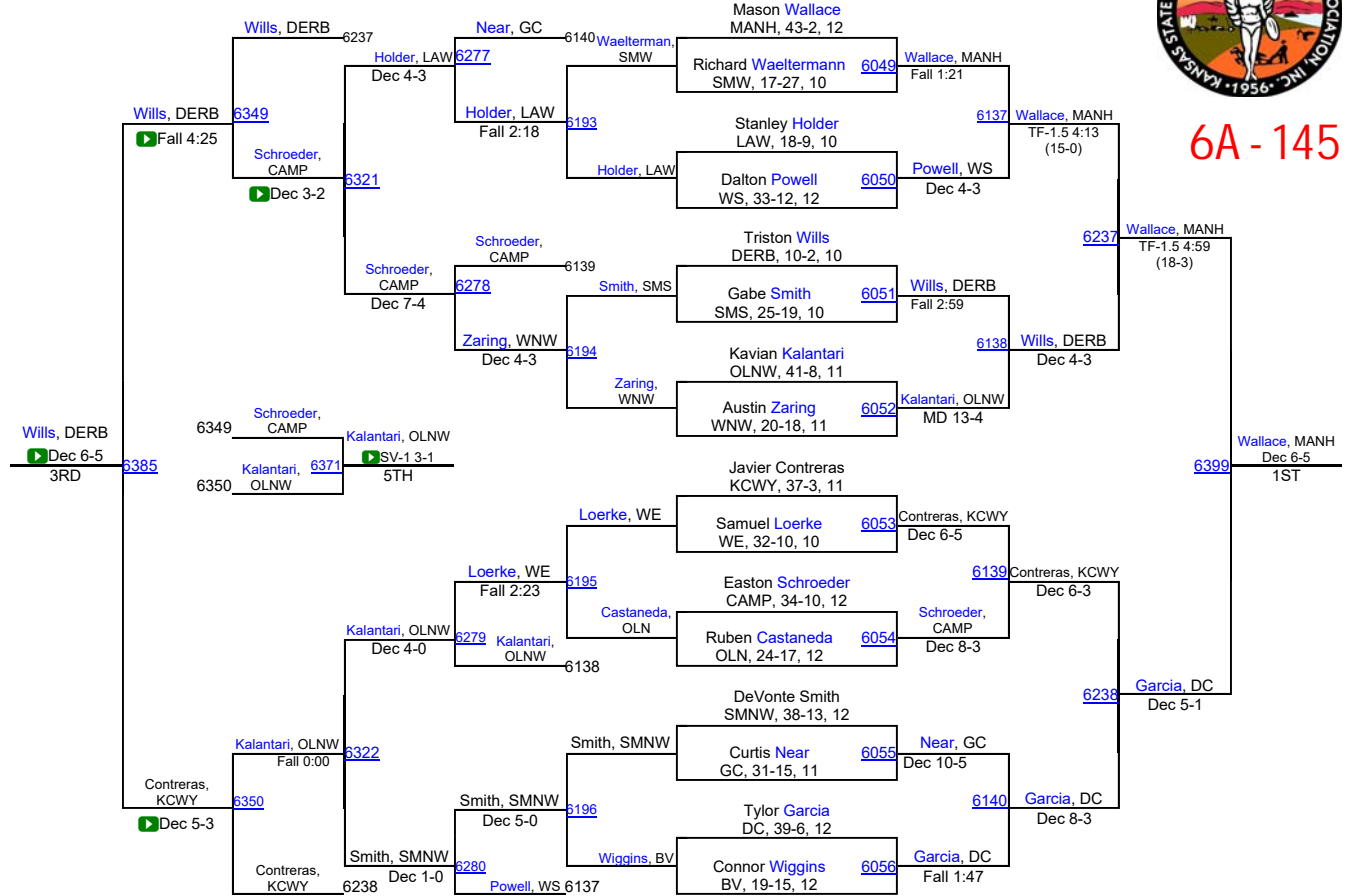 Mason Wallace
MANH, 43-2, 12
Richard Waeltermann
SMW, 17-27, 10
6049
Stanley Holder
LAW, 18-9, 10
Dalton Powell
WS, 33-12, 12
6050
Triston Wills
DERB, 10-2, 10
Gabe Smith
SMS, 25-19, 10
6051
Kavian Kalantari
OLNW, 41-8, 11
Austin Zaring
WNW, 20-18, 11
6052
Javier Contreras
KCWY, 37-3, 11
Samuel Loerke
WE, 32-10, 10
6053
Easton Schroeder
CAMP, 34-10, 12
Ruben Castaneda
OLN, 24-17, 12
6054
DeVonte Smith
SMNW, 38-13, 12
Curtis Near
GC, 31-15, 11
6055
Tylor Garcia
DC, 39-6, 12
Connor Wiggins
BV, 19-15, 12
6056
Wallace, MANH
Fall 1:21
Powell, WS
Dec 4-3
Wills, DERB
Fall 2:59
Kalantari, OLNW
MD 13-4
Contreras, KCWY
Dec 6-5
Schroeder,
CAMP
Dec 8-3
Near, GC
Dec 10-5
Garcia, DC
Fall 1:47
6137
Wallace, MANH
TF-1.5 4:13
(15-0)
6138
Wills, DERB
Dec 4-3
6139
Contreras, KCWY
Dec 6-3
6140
Garcia, DC
Dec 8-3
6237
Wallace, MANH
TF-1.5 4:59
(18-3)
6238
Garcia, DC
Dec 5-1
6399
Wallace, MANH
Dec 6-5
1ST
Waelterman,
SMW
6193
Holder, LAW
Smith, SMS
6194
Zaring,
WNW
Loerke, WE
6195
Castaneda,
OLN
Smith, SMNW
6196
Wiggins, BV
Near, GC
6140
6277
Holder, LAW
Fall 2:18
Schroeder,
CAMP
6139
6278
Zaring, WNW
Dec 4-3
Loerke, WE
Fall 2:23
6279
Kalantari,
OLNW
6138
Smith, SMNW
Dec 5-0
6280
Powell, WS
6137
Holder, LAW
Dec 4-3
6321
Schroeder,
CAMP
Dec 7-4
Kalantari, OLNW
Dec 4-0
6322
Smith, SMNW
Dec 1-0
Wills, DERB
6237
6349
Schroeder,
CAMP
Dec 3-2
Kalantari, OLNW
Fall 0:00
6350
Contreras,
KCWY
6238
Wills, DERB
Fall 4:25
6385
Contreras,
KCWY
Dec 5-3
Wills, DERB
Dec 6-5
3RD
6349
Schroeder,
CAMP
6371
6350
Kalantari,
OLNW
Kalantari, OLNW
SV-1 3-1
5TH
KANSAS STATE
OCIATION, INC.
·1956·
6A - 145